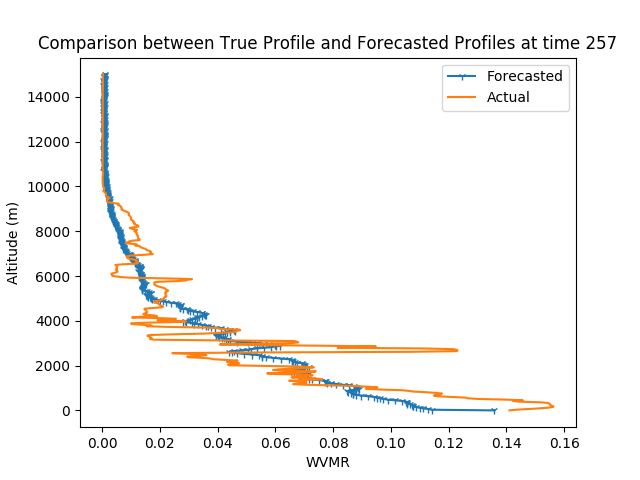 Comparison between True Profile and Forecasted Profiles at time 257
Forecasted
Actual
14000
12000
10000
8000
6000
4000
2000
0
Altitude (m)
0.00 0.02 0.04 0.06 0.08 0.10 0.12 0.14 0.16
WVMR